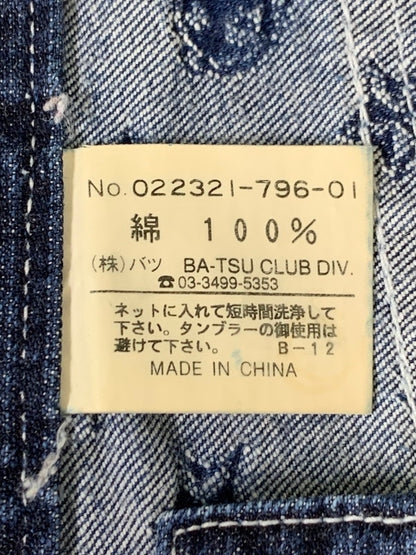 No. 022321-796-01
綿 100%
(株)バツ BA-TSU CLUB DIV.
☎03-3499-5353
ネットに入れて短時間洗浄して
下さい。タンブラーの御使用は
避けて下さい。 B-12
MADE IN CHINA